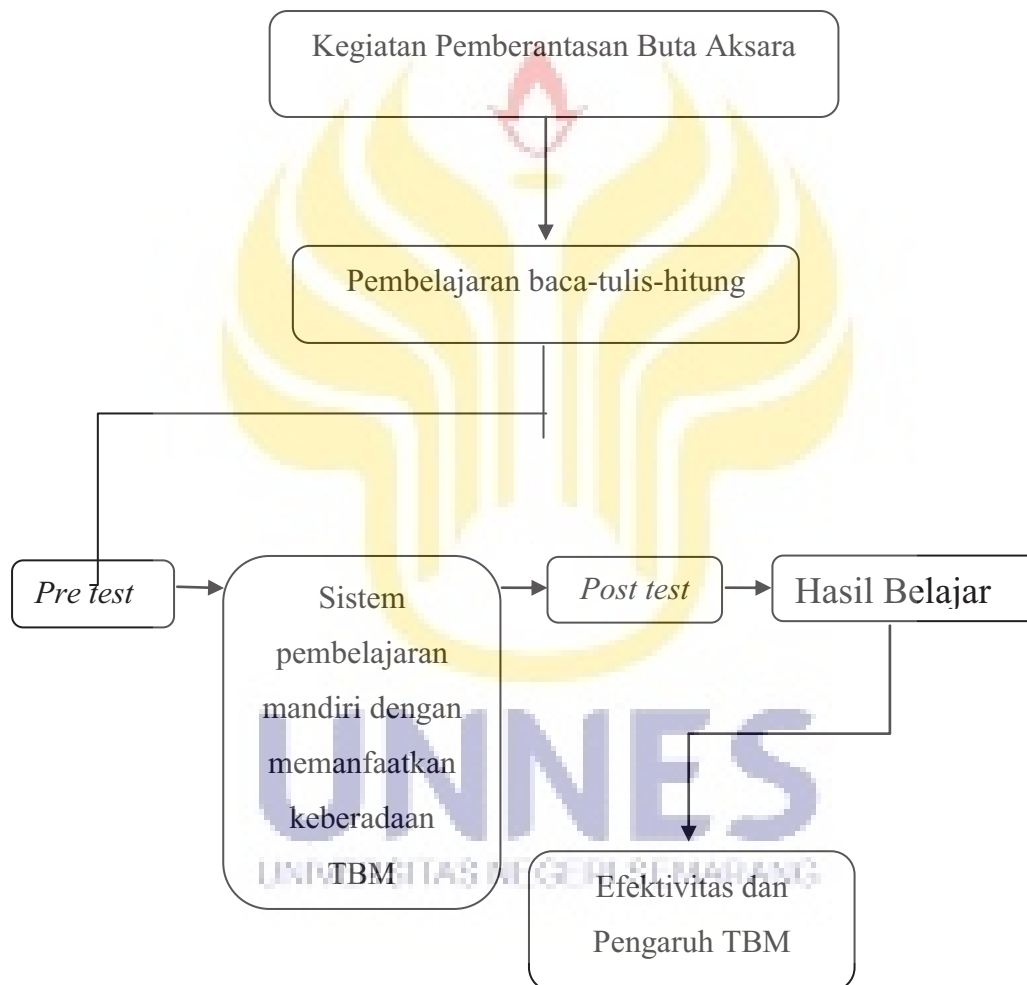 Kegiatan Pemberantasan Buta Aksara
Pembelajaran baca-tulis-hitung
Pre test
Sistem
pembelajaran
mandiri dengan
memanfaatkan
keberadaan
TBM
Post test
Hasil Belajar
Efektivitas dan
Pengaruh TBM
UNNES
UNIVERSITAS NEGERI SEMARANG